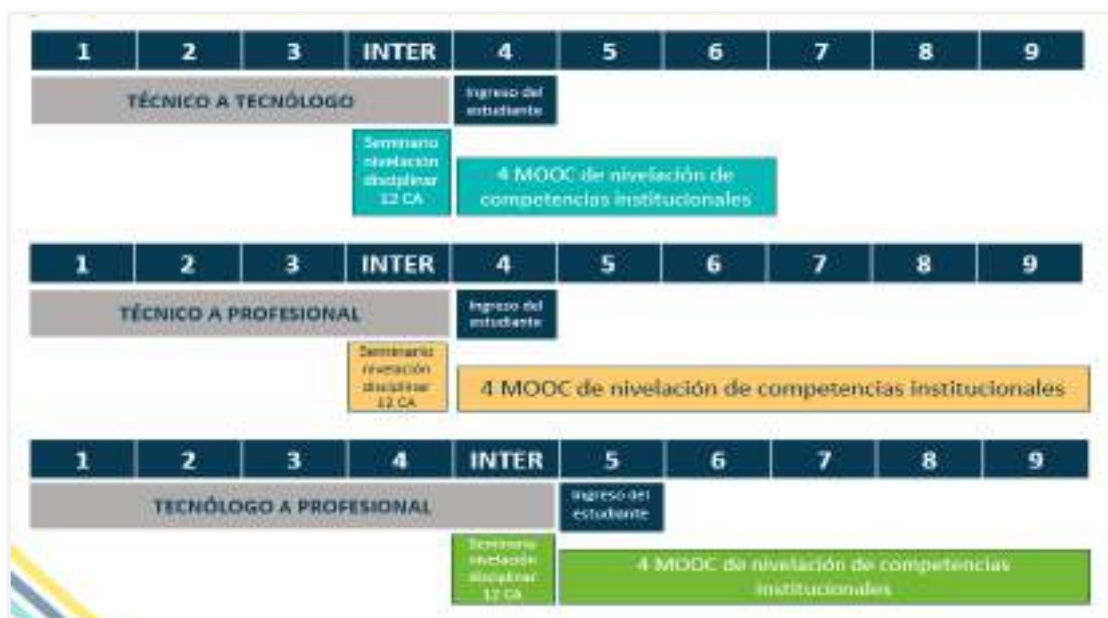 1 2 3 INTER 4 5 6 7 8 9
TÉCNICO A TECNÓLOGO
Ingreso del
estudiante
Seminario
nivelación
disciplinar
12 CA
4 MOOC de nivelación de
competencias institucionales
1 2 3 INTER 4 5 6 7 8 9
TÉCNICO A PROFESIONAL
Ingreso del
estudiante
Seminario
nivelación
disciplinar
12 CA
4 MOOC de nivelación de competencias institucionales
1 2 3 4 INTER 5 6 7 8 9
TECNÓLOGO A PROFESIONAL
Ingreso del
estudiante
Seminario
nivelación
disciplinar
12 CA
4 MOOC de nivelación de competencias
institucionales